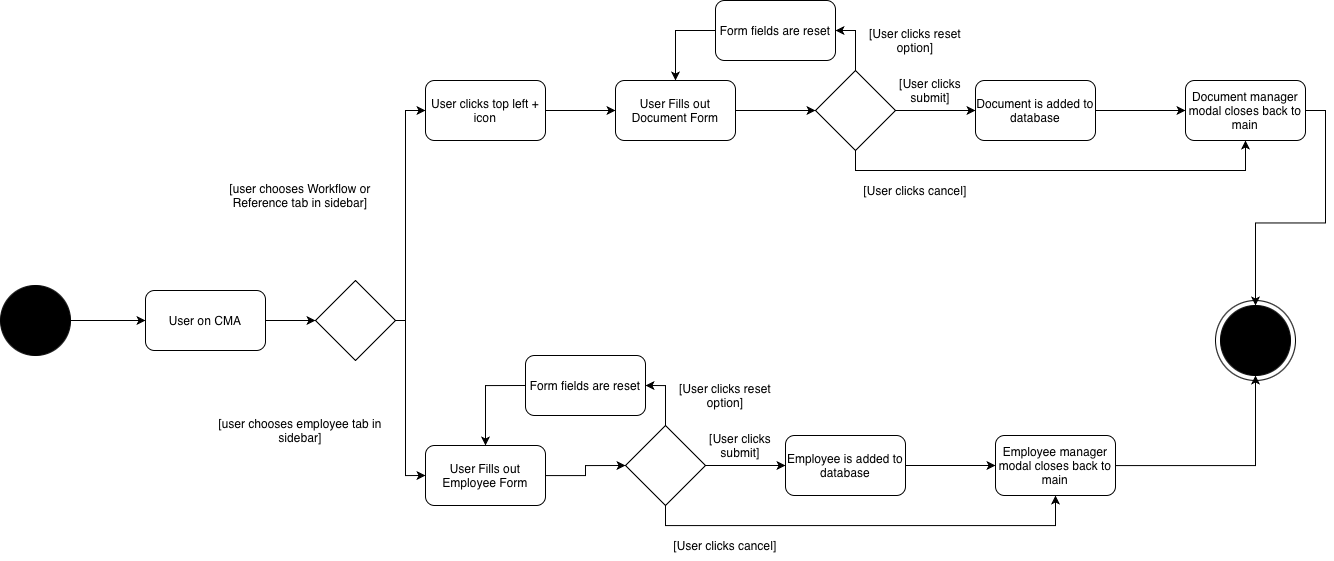 Form fields are reset
[User clicks reset
option]
User clicks top left +
icon
User Fills out
Document Form
[User clicks
submit]
Document is added to
database
Document manager
modal closes back to
main
[User clicks cancel]
[user chooses Workflow or
Reference tab in sidebar]
User on CMA
[user chooses employee tab in
sidebar]
Form fields are reset
[User clicks reset
option]
User Fills out
Employee Form
[User clicks
submit]
Employee is added to
database
Employee manager
modal closes back to
main
[User clicks cancel]